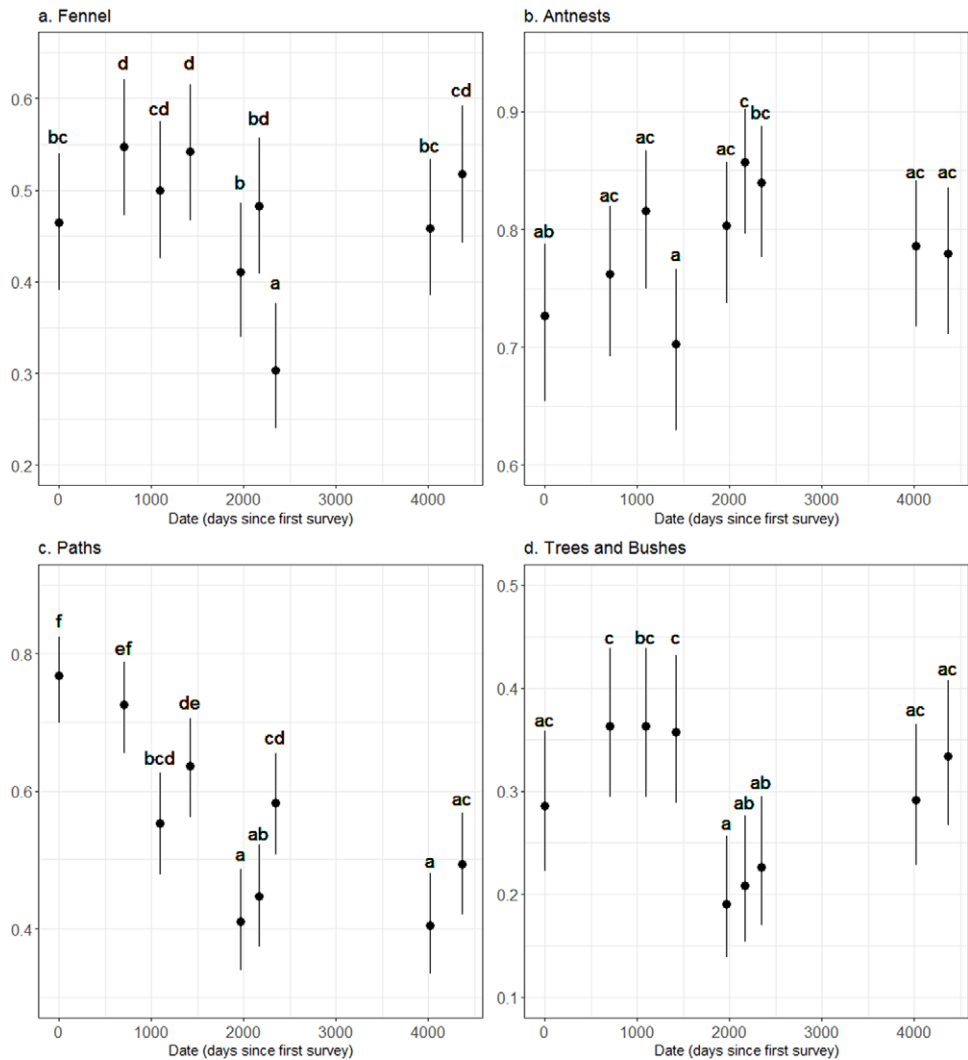 a. Fennel
d
d
cd
bc
bd
cd
bc
b
a
0.6
0.5
0.4
0.3
0.2
0
1000
2000
3000
4000
Date (days since first survey)
b. Antnests
c
bc
ac
ac
ac
ab
a
ac
ac
0.9
0.8
0.7
0.6
0
1000
2000
3000
4000
Date (days since first survey)
c. Paths
f
ef
de
bcd
cd
ab
a
a
ac
0.8
0.6
0.4
0
1000
2000
3000
4000
Date (days since first survey)
d. Trees and Bushes
c
bc
c
ac
ac
ac
ab
ab
a
0.5
0.4
0.3
0.2
0.1
0
1000
2000
3000
4000
Date (days since first survey)